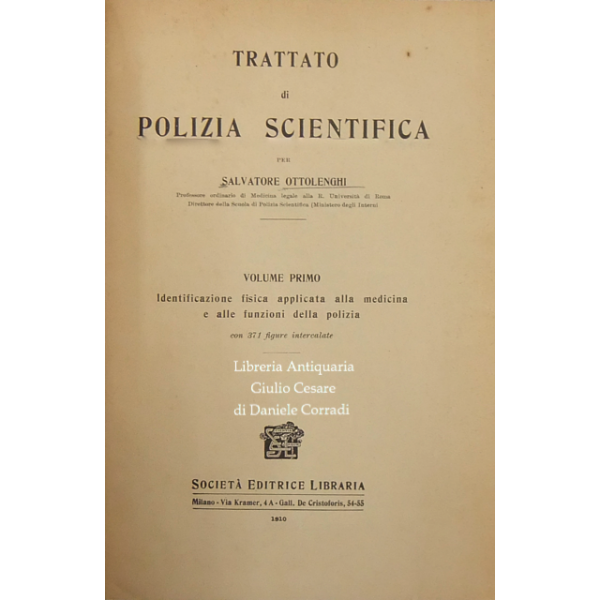 TRATTATO
di
POLIZIA SCIENTIFICA
PER
SALVATORE OTTOLENGHI
Professore ordinario di Medicina legale alla R. Università di Roma
Direttore della Scuola di Polizia Scientifica (Ministero degli Interni
VOLUME PRIMO
Identificazione fisica applicata alla medicina
e alle funzioni della polizia
con 371 figure intercalate
Libreria Antiquaria
Giulio Cesare
di Daniele Corradi
SOCIETÀ EDITRICE LIBRARIA
Milano - Via Kramer, 4 A - Gall. De Cristoforis, 54-55
1910